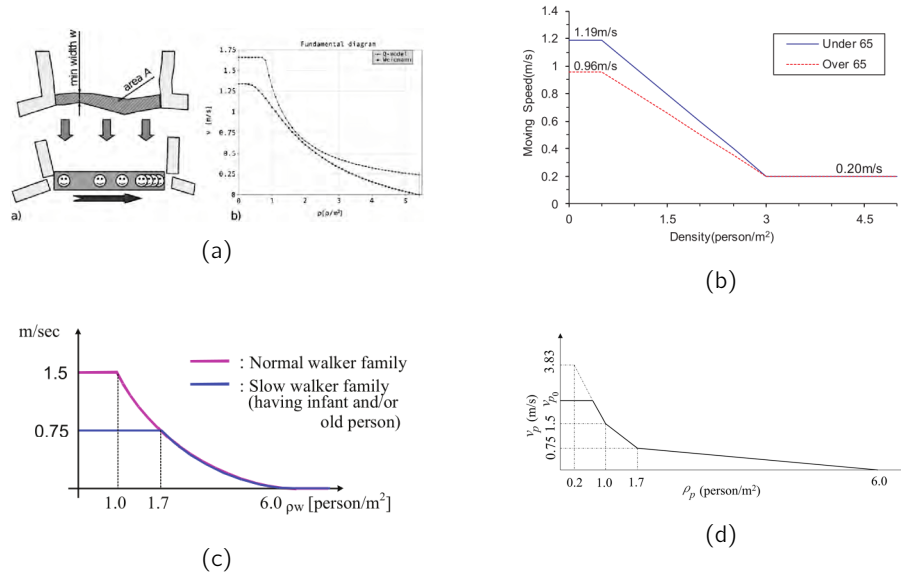 min width w
area A
a)
Fundamental diagram
Q-model
Weidmann
v [m/s]
1.75
1.5
1.25
1
0.75
0.5
0.25
0
0
1
2
3
4
5
ρ[p/m²]
b)
(a)
Moving Speed(m/s)
1.4
1.2
1
0.8
0.6
0.4
0.2
0
1.19m/s
0.96m/s
0.20m/s
Under 65
Over 65
0
1.5
3
4.5
Density(person/m²)
(b)
m/sec
1.5
0.75
: Normal walker family
: Slow walker family
(having infant and/or
old person)
1.0
1.7
6.0
ρw [person/m²]
(c)
vₚ (m/s)
3.83
vₚ₀
1.5
0.75
0.2
1.0
1.7
6.0
ρₚ (person/m²)
(d)